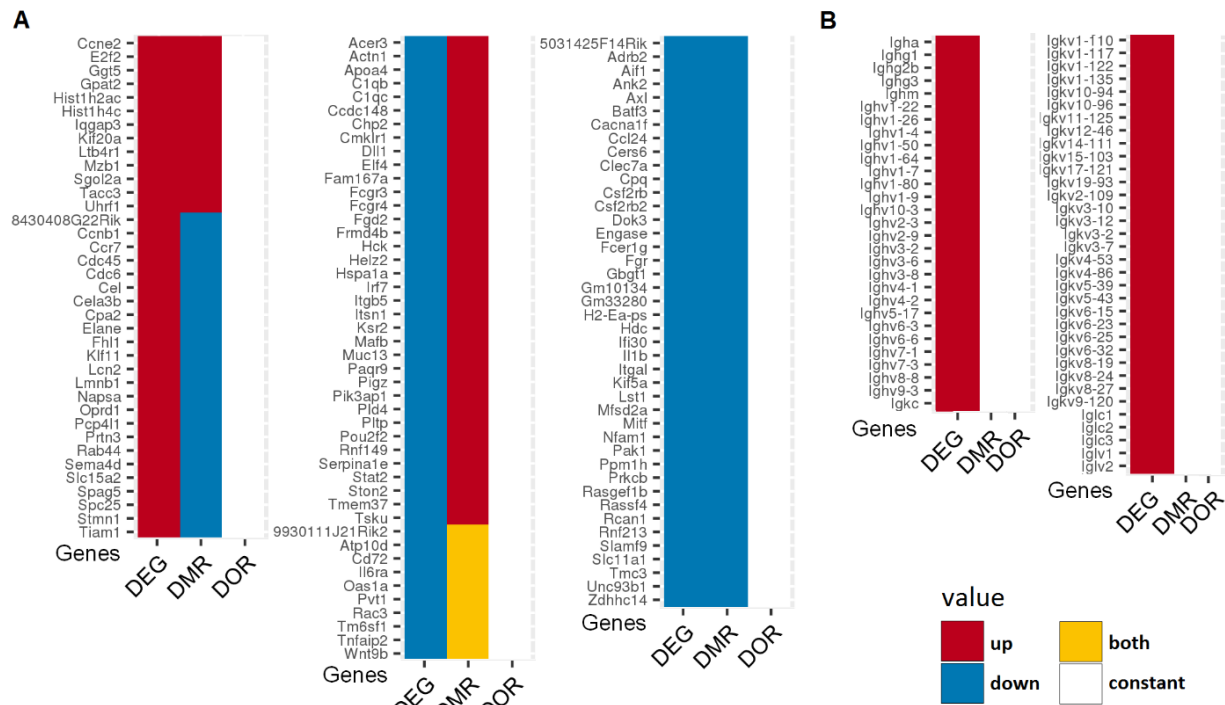 A
Ccne2
E2f2
Ggt5
Gpat2
Hist1h2ac
Hist1h4c
Iqgap3
Kif20a
Ltb4r1
Mzb1
Sgol2a
Tacc3
Uhrf1
8430408G22Rik
Ccnb1
Ccr7
Cdc45
Cdc6
Cel
Cela3b
Cpa2
Elane
Fhl1
Klf11
Lcn2
Lmnb1
Napsa
Oprd1
Pcp4l1
Prtn3
Rab44
Sema4d
Slc15a2
Spag5
Spc25
Stmn1
Tiam1
Genes
DEG
DMR
DOR
Acer3
Actn1
Apoa4
C1qb
C1qc
Ccdc148
Chp2
Cmklr1
Dll1
Elf4
Fam167a
Fcgr3
Fcgr4
Fgd2
Frmd4b
Hck
Helz2
Hspa1a
Irf7
Itgb5
Itsn1
Ksr2
Mafb
Muc13
Paqr9
Pigz
Pik3ap1
Pld4
Pltp
Pou2f2
Rnf149
Serpina1e
Stat2
Ston2
Tmem37
Tsku
9930111J21Rik2
Atp10d
Cd72
Il6ra
Oas1a
Pvt1
Rac3
Tm6sf1
Tnfaip2
Wnt9b
Genes
DEG
DMR
DOR
5031425F14Rik
Adrb2
Aif1
Ank2
Axl
Batf3
Cacna1f
Ccl24
Cers6
Clec7a
Cpq
Csf2rb
Csf2rb2
Dok3
Engase
Fcer1g
Fgr
Gbgt1
Gm10134
Gm33280
H2-Ea-ps
Hdc
Ifi30
Il1b
Itgal
Kif5a
Lst1
Mfsd2a
Mitf
Nfam1
Pak1
Ppm1h
Prkcb
Rasgef1b
Rassf4
Rcan1
Rnf213
Slamf9
Slc11a1
Tmc3
Unc93b1
Zdhhc14
Genes
DEG
DMR
DOR
B
Igha
Ighg1
Ighg2b
Ighg3
Ighm
Ighv1-22
Ighv1-26
Ighv1-4
Ighv1-50
Ighv1-64
Ighv1-7
Ighv1-80
Ighv1-9
Ighv10-3
Ighv2-3
Ighv2-9
Ighv3-2
Ighv3-6
Ighv3-8
Ighv4-1
Ighv4-2
Ighv5-17
Ighv6-3
Ighv6-6
Ighv7-1
Ighv7-3
Ighv8-8
Ighv9-3
Igkc
Genes
DEG
DMR
DOR
Igkv1-110
Igkv1-117
Igkv1-122
Igkv1-135
Igkv10-94
Igkv10-96
Igkv11-125
Igkv12-46
Igkv14-111
Igkv15-103
Igkv17-121
Igkv19-93
Igkv2-109
Igkv3-10
Igkv3-12
Igkv3-2
Igkv3-7
Igkv4-53
Igkv4-86
Igkv5-39
Igkv5-43
Igkv6-15
Igkv6-23
Igkv6-25
Igkv6-32
Igkv8-19
Igkv8-24
Igkv8-27
Igkv9-120
Iglc1
Iglc2
Iglc3
Iglv1
Iglv2
Genes
DEG
DMR
DOR
value
up
both
down
constant